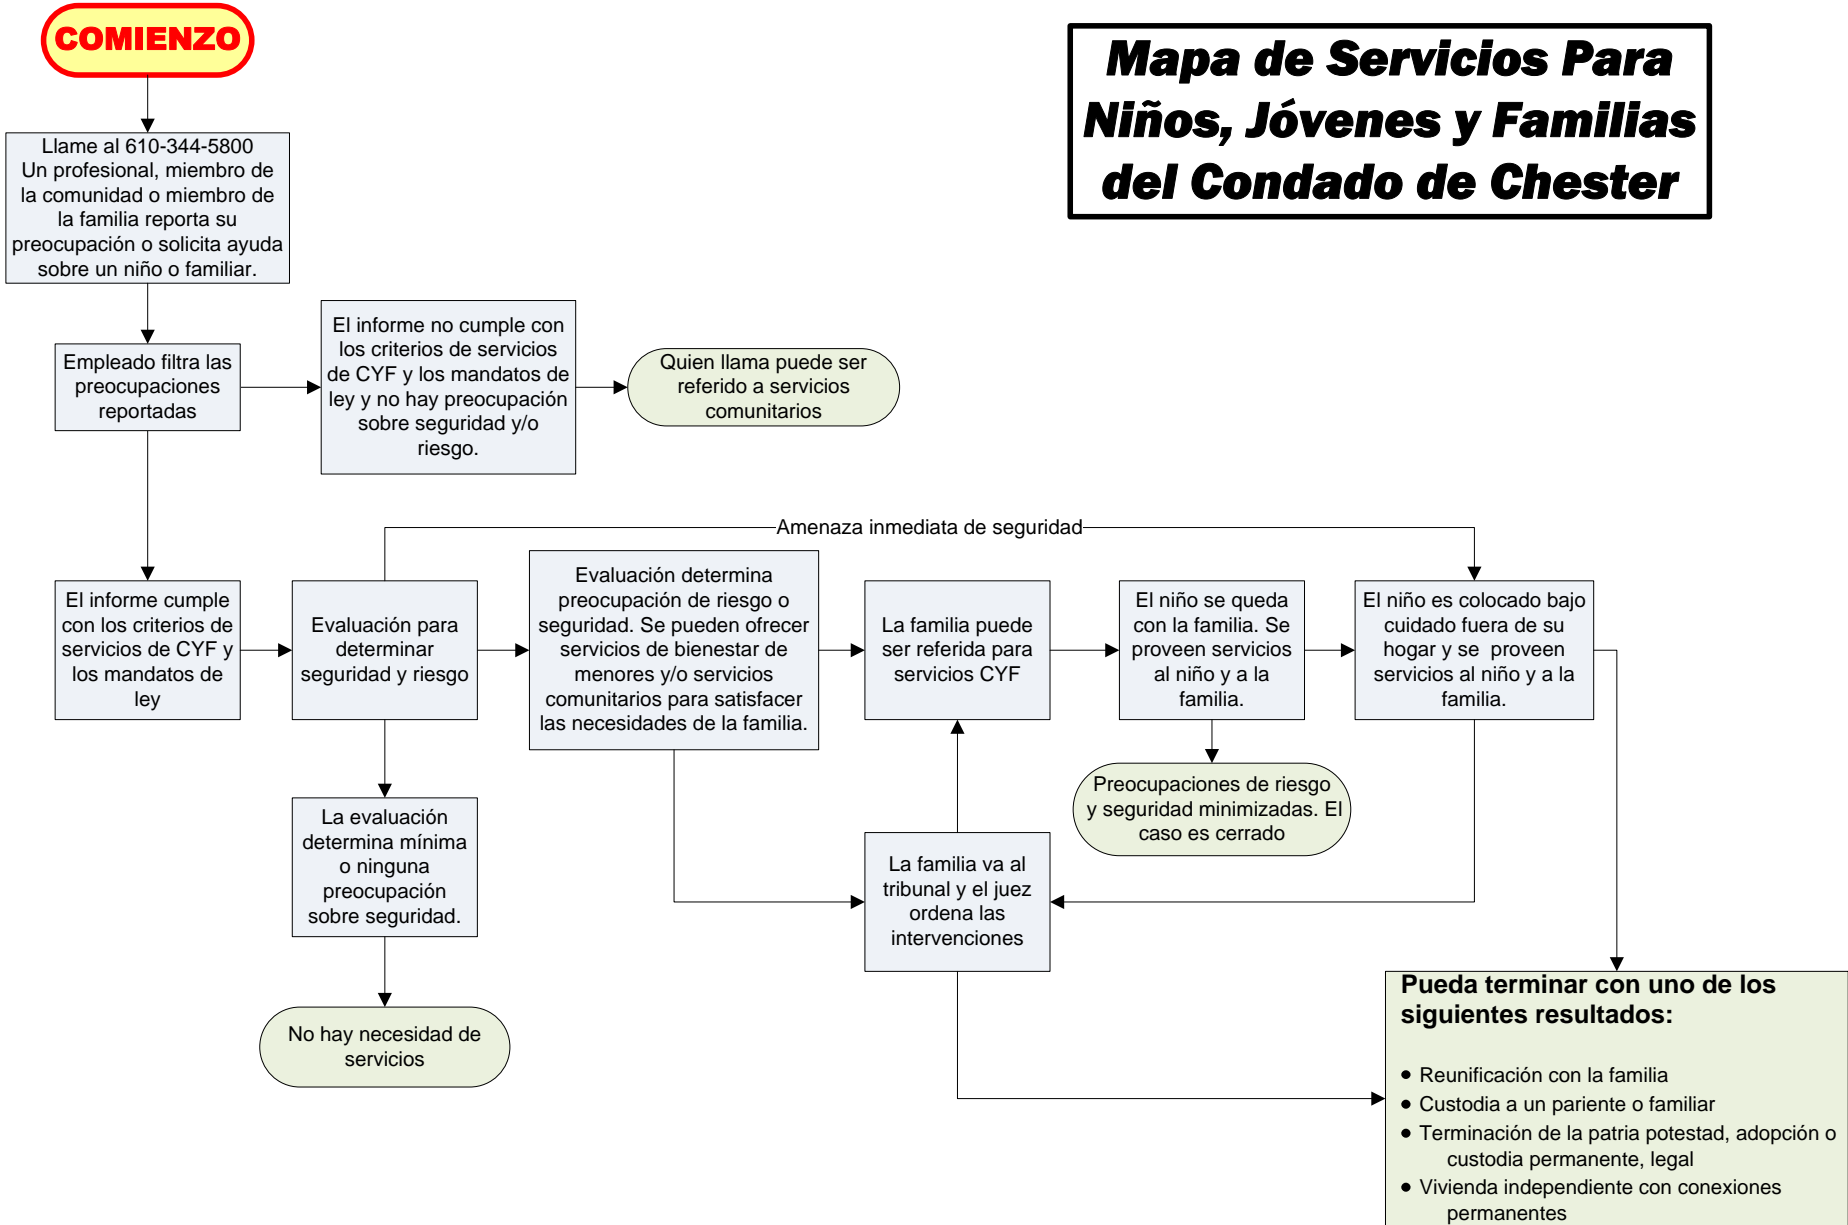 COMIENZO
Mapa de Servicios Para
Niños, Jóvenes y Familias
del Condado de Chester
Llame al 610-344-5800
Un profesional, miembro de
la comunidad o miembro de
la familia reporta su
preocupación o solicita ayuda
sobre un niño o familiar.
Empleado filtra las
preocupaciones
reportadas
El informe no cumple con
los criterios de servicios
de CYF y los mandatos de
ley y no hay preocupación
sobre seguridad y/o
riesgo.
Quien llama puede ser
referido a servicios
comunitarios
Amenaza inmediata de seguridad
El informe cumple
con los criterios de
servicios de CYF y
los mandatos de
ley
Evaluación para
determinar
seguridad y riesgo
Evaluación determina
preocupación de riesgo o
seguridad. Se pueden ofrecer
servicios de bienestar de
menores y/o servicios
comunitarios para satisfacer
las necesidades de la familia.
La familia puede
ser referida para
servicios CYF
El niño se queda
con la familia. Se
proveen servicios
al niño y a la
familia.
El niño es colocado bajo
cuidado fuera de su
hogar y se proveen
servicios al niño y a la
familia.
Preocupaciones de riesgo
y seguridad minimizadas. El
caso es cerrado
La evaluación
determina mínima
o ninguna
preocupación
sobre seguridad.
La familia va al
tribunal y el juez
ordena las
intervenciones
No hay necesidad de
servicios
Pueda terminar con uno de los
siguientes resultados:
• Reunificación con la familia
• Custodia a un pariente o familiar
• Terminación de la patria potestad, adopción o
custodia permanente, legal
• Vivienda independiente con conexiones
permanentes